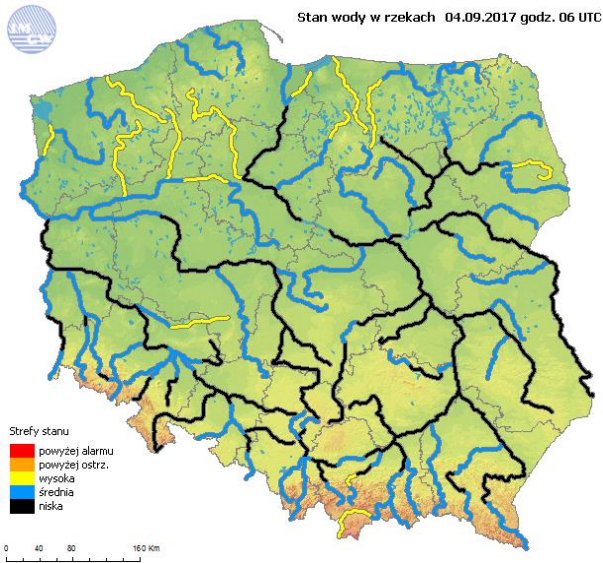 IMGW
Stan wody w rzekach 04.09.2017 godz. 06 UTC
Strefy stanu
powyżej alarmu
powyżej ostrz.
wysoka
średnia
niska
0 40 80 160 Km